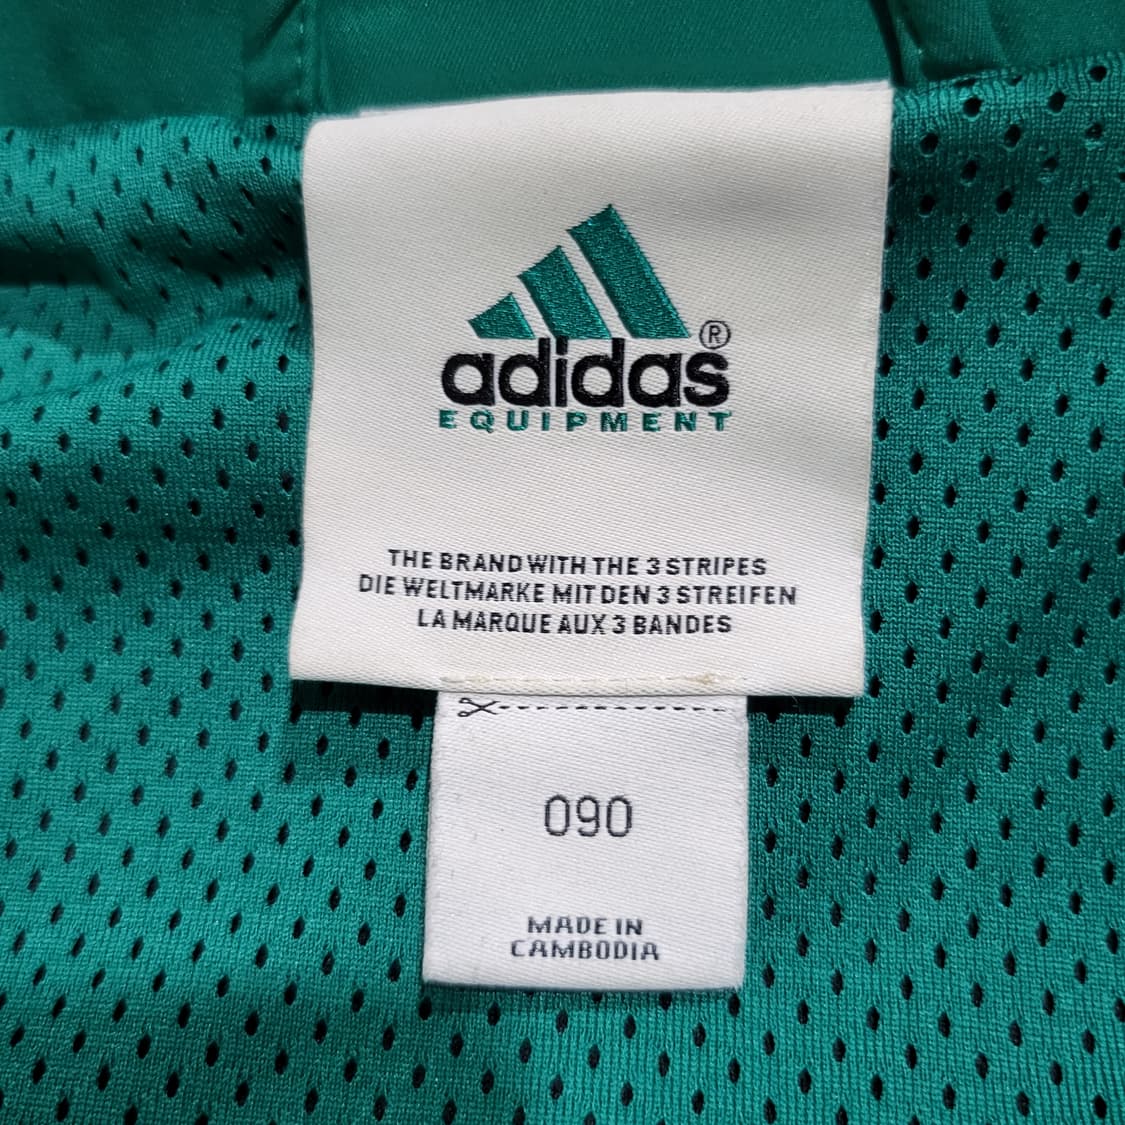 adidas®
EQUIPMENT
THE BRAND WITH THE 3 STRIPES
DIE WELTMARKE MIT DEN 3 STREIFEN
LA MARQUE AUX 3 BANDES
090
MADE IN
CAMBODIA